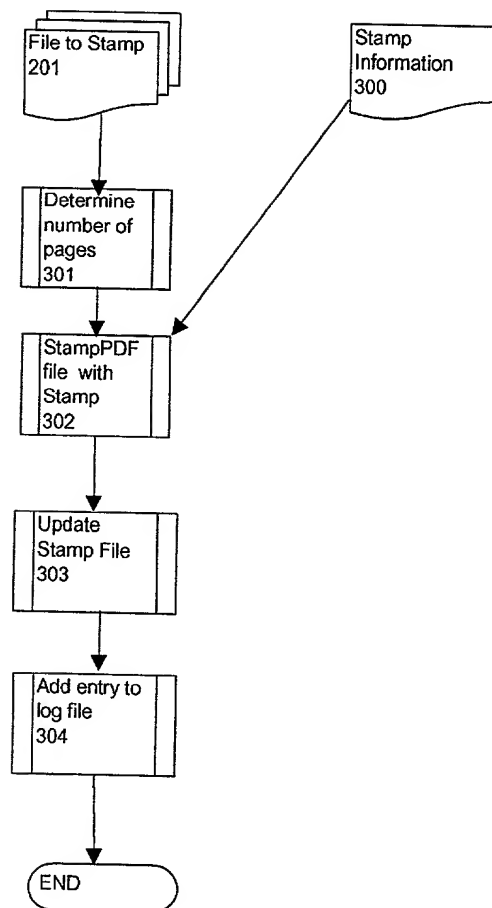 File to Stamp
201
Stamp
Information
300
Determine
number of
pages
301
StampPDF
file with
Stamp
302
Update
Stamp File
303
Add entry to
log file
304
END